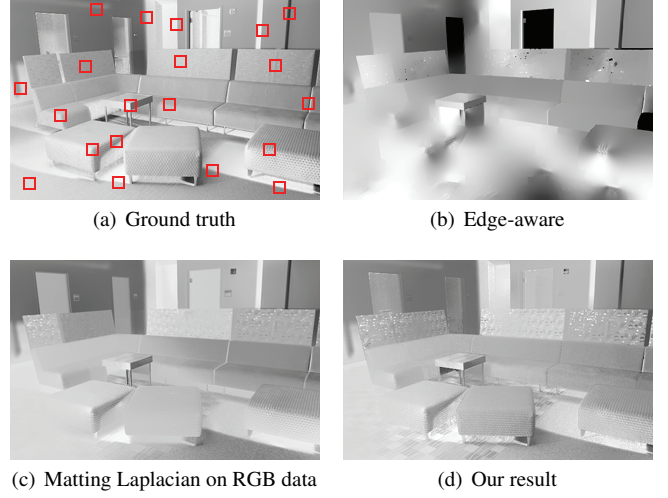 (a) Ground truth
(b) Edge-aware
(c) Matting Laplacian on RGB data
(d) Our result